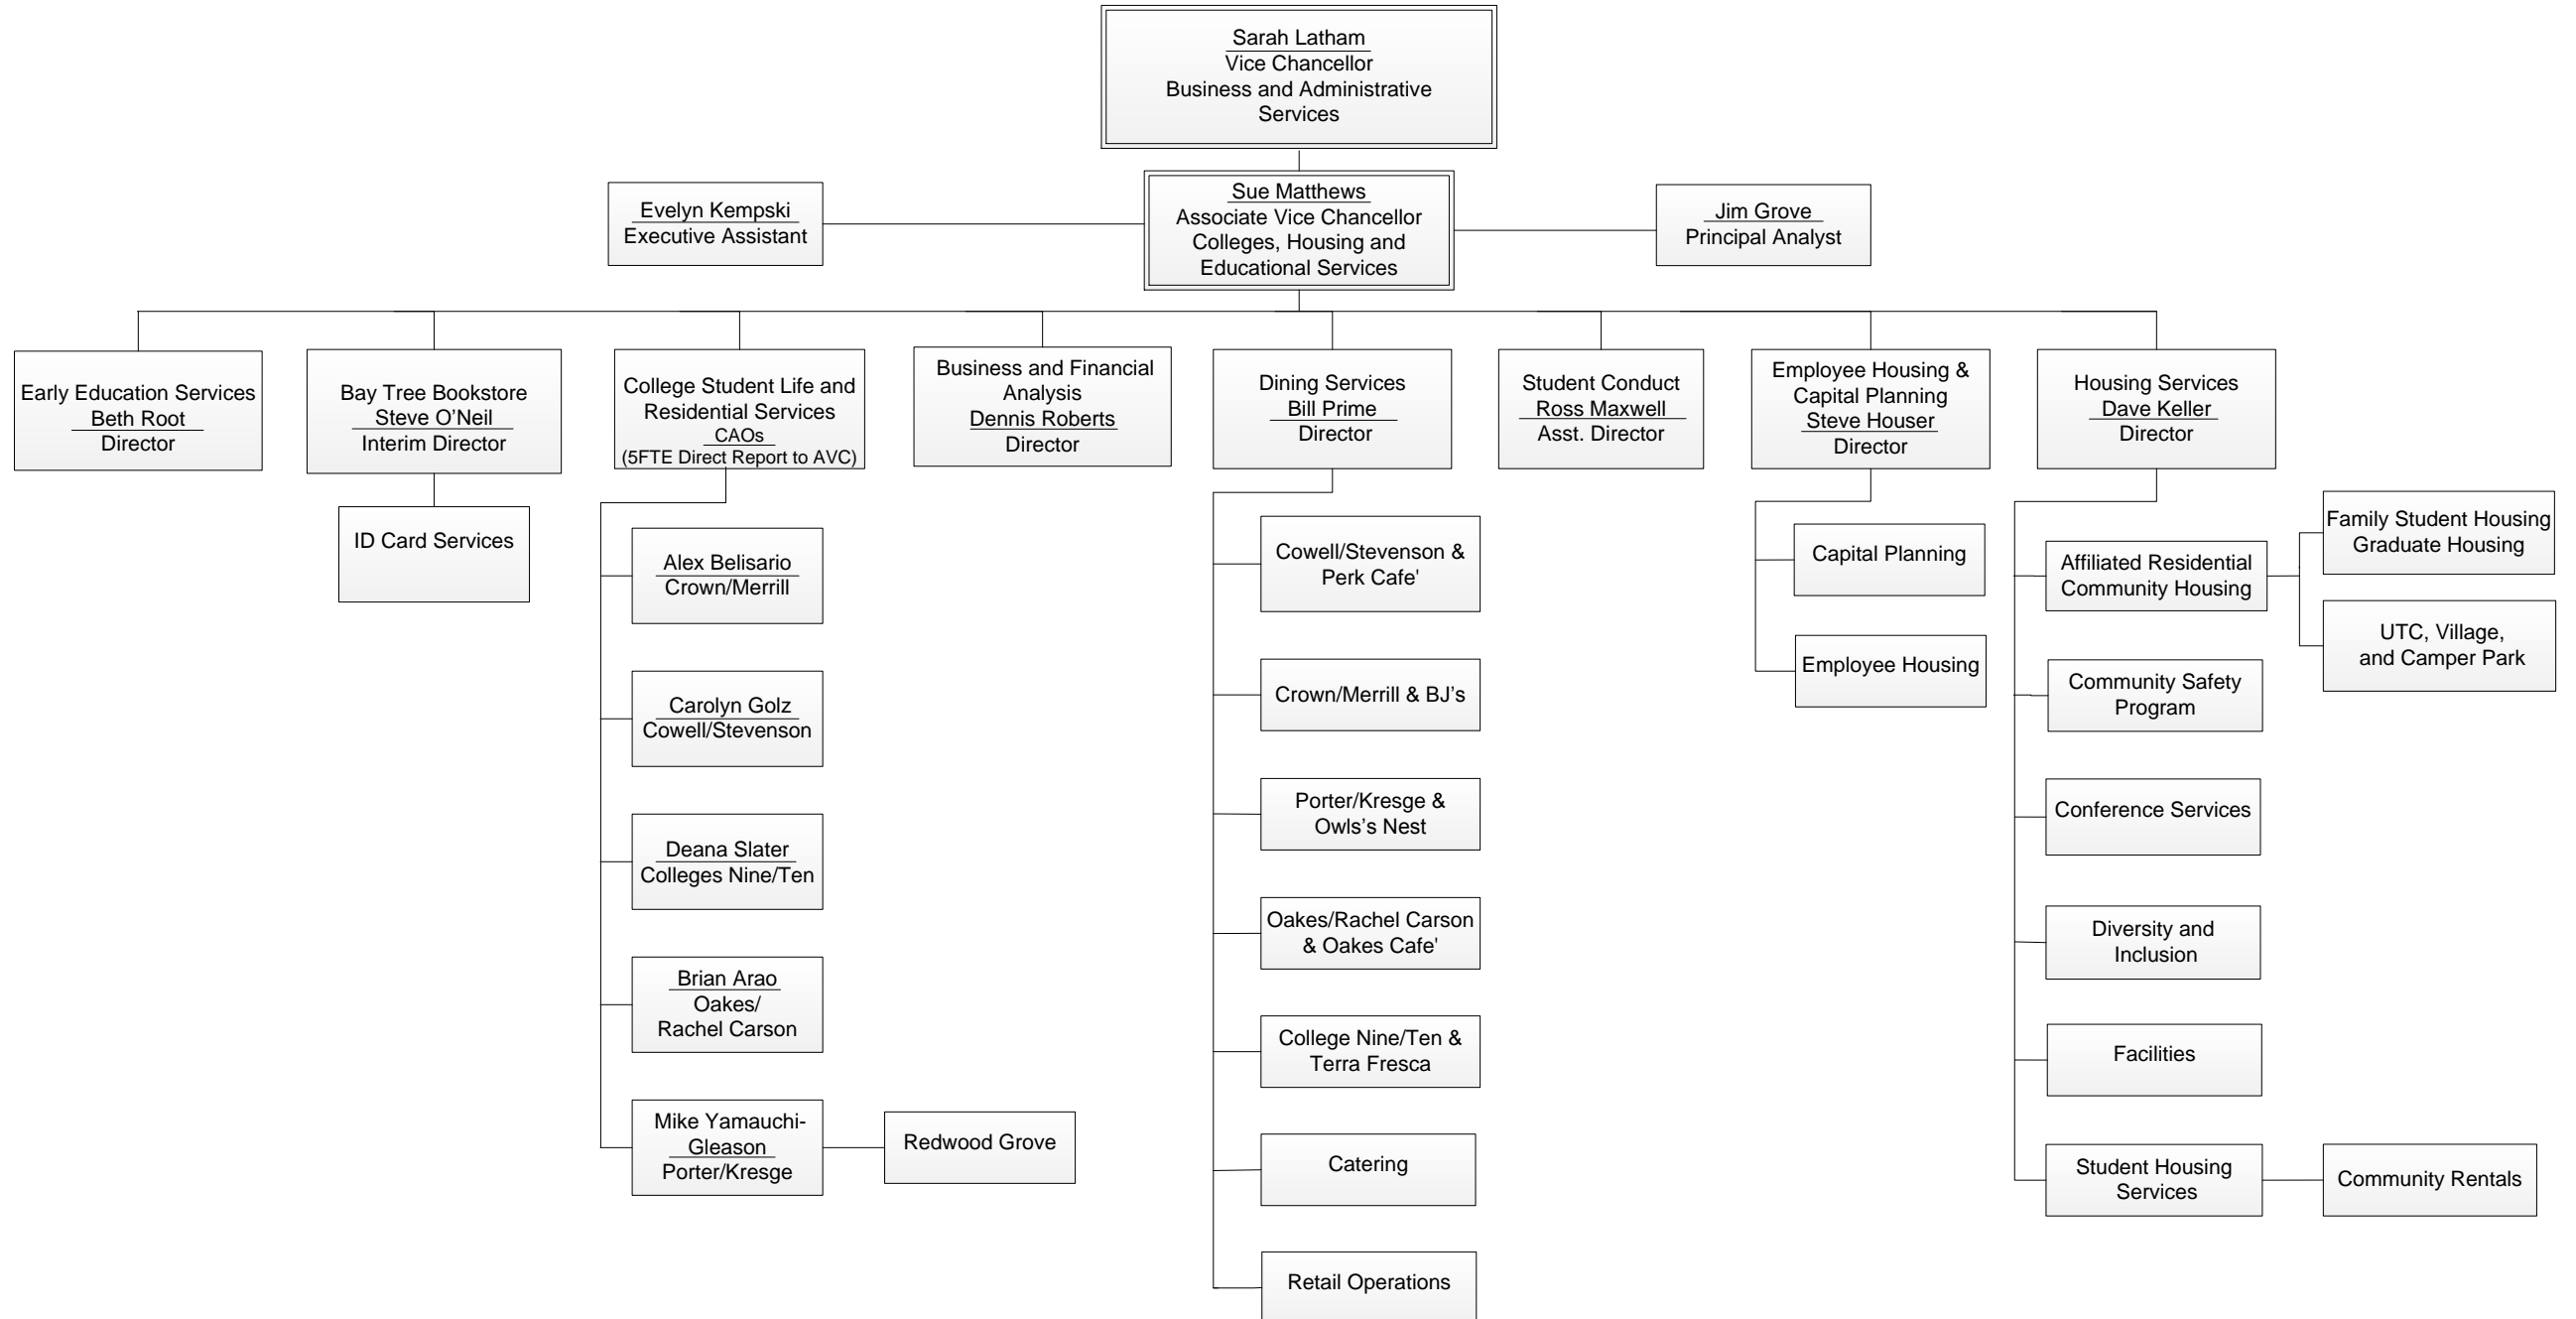 Sarah Latham
Vice Chancellor
Business and Administrative
Services
Evelyn Kempski
Executive Assistant
Sue Matthews
Associate Vice Chancellor
Colleges, Housing and
Educational Services
Jim Grove
Principal Analyst
Early Education Services
Beth Root
Director
Bay Tree Bookstore
Steve O’Neil
Interim Director
College Student Life and
Residential Services
CAOs
(5FTE Direct Report to AVC)
Business and Financial
Analysis
Dennis Roberts
Director
Dining Services
Bill Prime
Director
Student Conduct
Ross Maxwell
Asst. Director
Employee Housing &
Capital Planning
Steve Houser
Director
Housing Services
Dave Keller
Director
ID Card Services
Alex Belisario
Crown/Merrill
Carolyn Golz
Cowell/Stevenson
Deana Slater
Colleges Nine/Ten
Brian Arao
Oakes/
Rachel Carson
Mike Yamauchi-
Gleason
Porter/Kresge
Redwood Grove
Cowell/Stevenson &
Perk Cafe'
Crown/Merrill & BJ’s
Porter/Kresge &
Owls’s Nest
Oakes/Rachel Carson
& Oakes Cafe'
College Nine/Ten &
Terra Fresca
Catering
Retail Operations
Capital Planning
Employee Housing
Affiliated Residential
Community Housing
Family Student Housing
Graduate Housing
UTC, Village,
and Camper Park
Community Safety
Program
Conference Services
Diversity and
Inclusion
Facilities
Student Housing
Services
Community Rentals